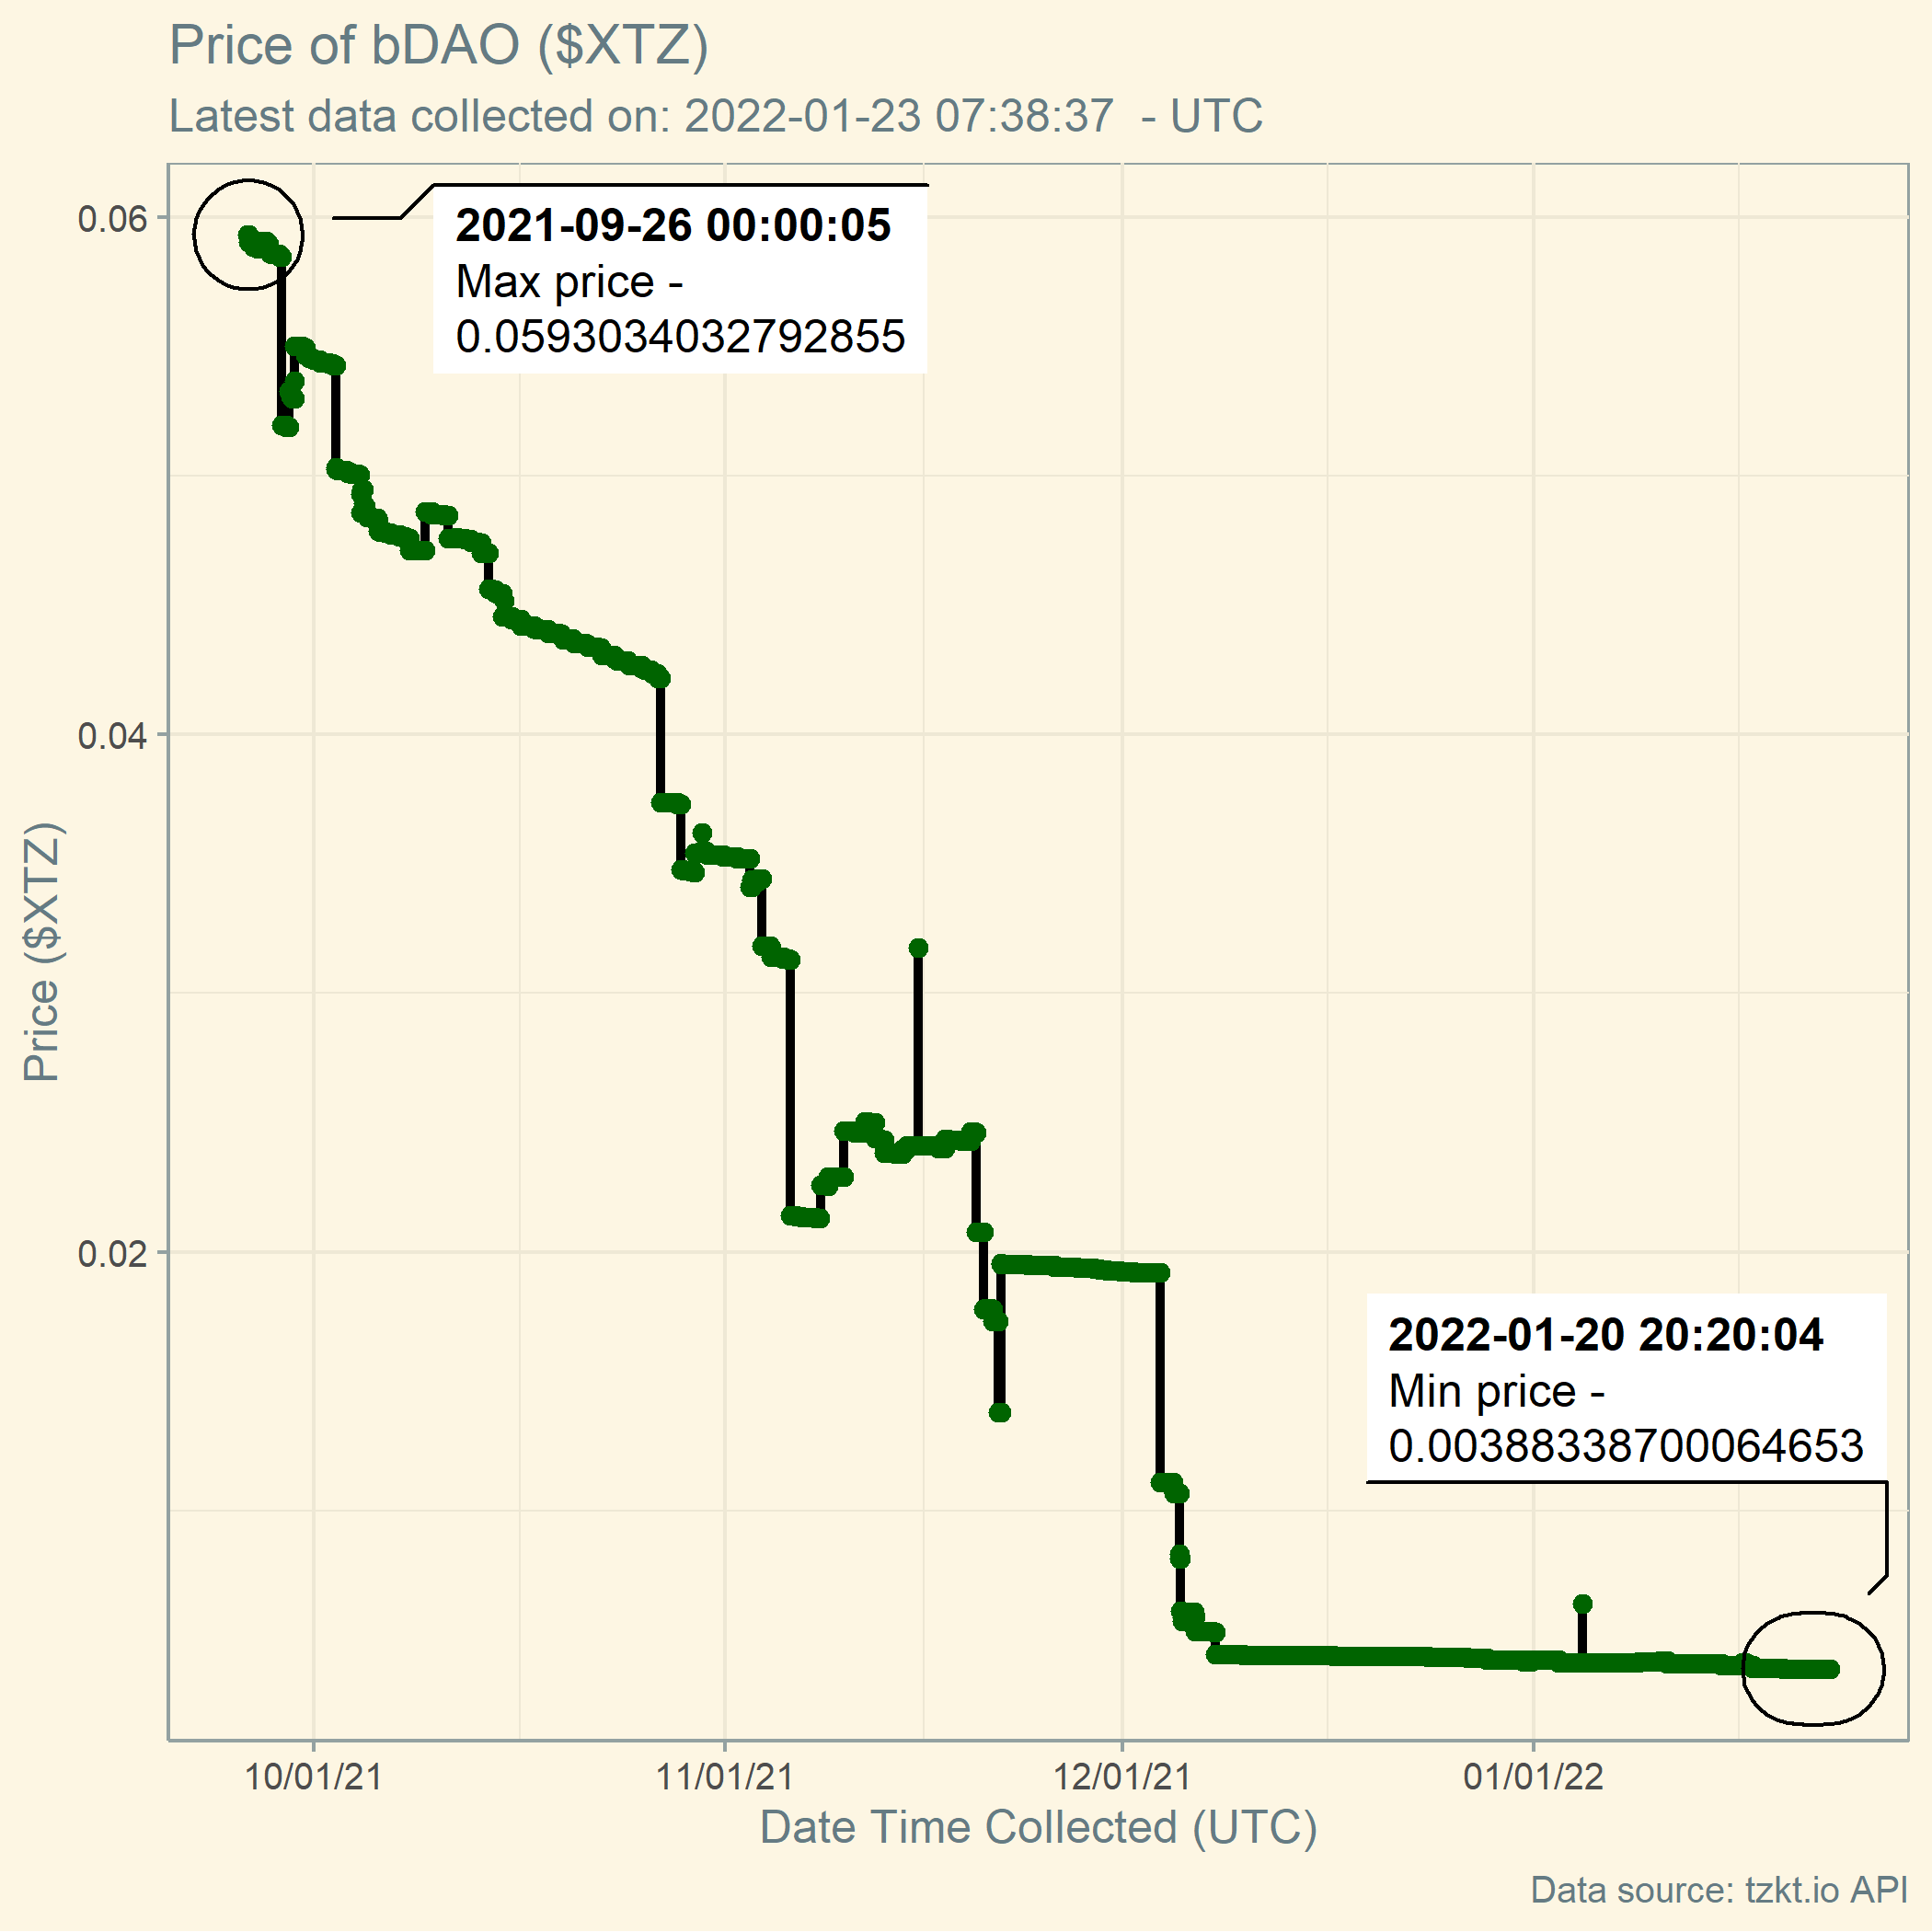 Price of bDAO ($XTZ)
Latest data collected on: 2022-01-23 07:38:37  - UTC
2021-09-26 00:00:05
Max price -
0.0593034032792855
0.06
0.04
0.02
Price ($XTZ)
2022-01-20 20:20:04
Min price -
0.00388338700064653
10/01/21
11/01/21
12/01/21
01/01/22
Date Time Collected (UTC)
Data source: tzkt.io API